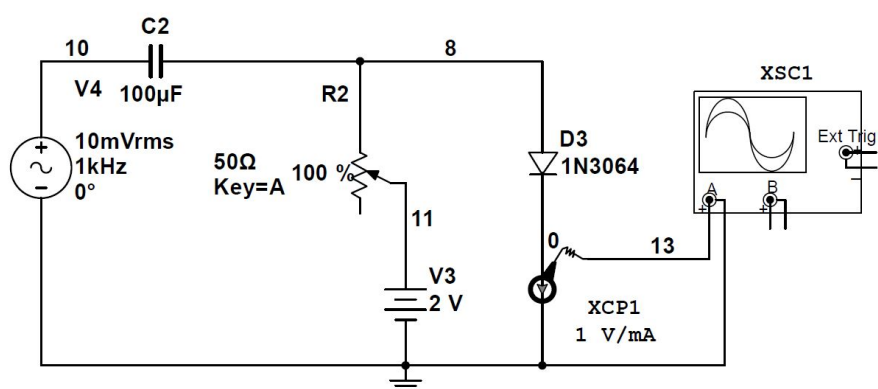 C2
10
8
XSC1
V4
100µF
R2
Ext Trig
+
10mVrms
1kHz
0°
D3
1N3064
50Ω
Key=A
100 %
A
B
11
0
13
V3
2 V
XCP1
1 V/mA